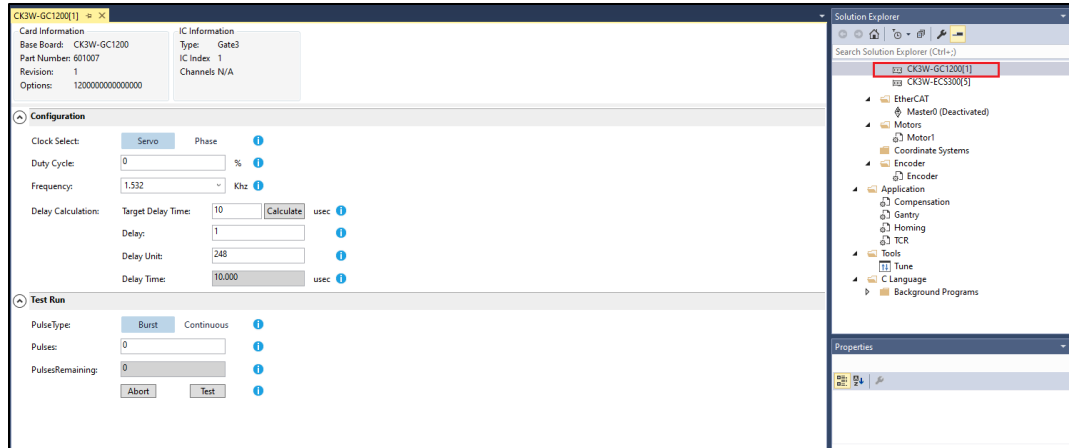 CK3W-GC1200[1]
Card Information
Base Board: CK3W-GC1200
Part Number: 601007
Revision: 1
Options: 1200000000000000
IC Information
Type: Gate3
IC Index 1
Channels N/A
Configuration
Clock Select: Servo Phase
Duty Cycle: 0 %
Frequency: 1.532 Khz
Delay Calculation: Target Delay Time: 10 Calculate usec
Delay: 1
Delay Unit: 248
Delay Time: 10.000 usec
Test Run
PulseType: Burst Continuous
Pulses: 0
PulsesRemaining: 0
Abort Test
Solution Explorer
Search Solution Explorer (Ctrl+;)
CK3W-GC1200[1]
CK3W-ECS300[5]
EtherCAT
Master0 (Deactivated)
Motors
Motor1
Coordinate Systems
Encoder
Encoder
Application
Compensation
Gantry
Homing
TCR
Tools
Tune
C Language
Background Programs
Properties